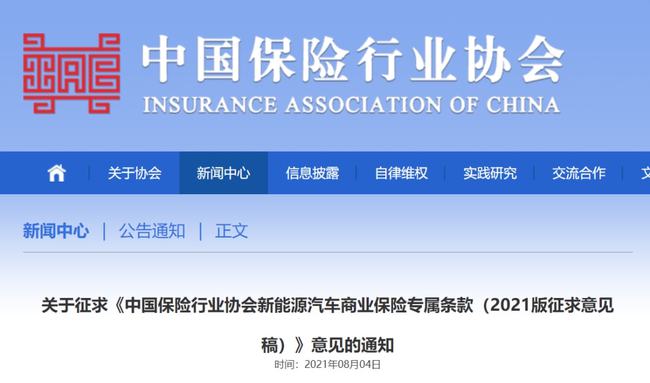 中国保险行业协会
INSURANCE ASSOCIATION OF CHINA
关于协会 新闻中心 信息披露 自律维权 实践研究 交流合作
新闻中心 | 公告通知 | 正文
关于征求《中国保险行业协会新能源汽车商业保险专属条款（2021版征求意见
稿）》意见的通知
时间：2021年08月04日